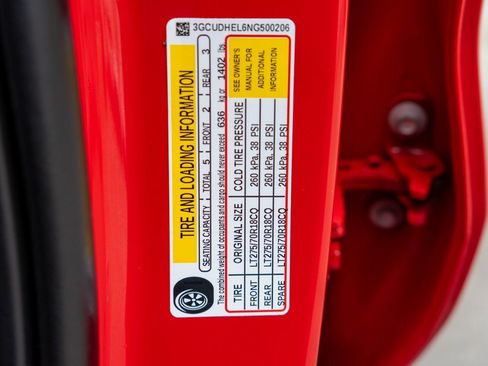 3GCUDHEL6NG500206
TIRE AND LOADING INFORMATION
SEATING CAPACITY TOTAL 5 FRONT 2 REAR 3
The combined weight of occupants and cargo should never exceed 636 kg or 1402 lbs.
TIRE ORIGINAL SIZE COLD TIRE PRESSURE
FRONT LT275/70R18CO 260 kPa, 38 PSI
REAR LT275/70R18CO 260 kPa, 38 PSI
SPARE LT275/70R18CO 260 kPa, 38 PSI
SEE OWNER'S
MANUAL FOR
ADDITIONAL
INFORMATION